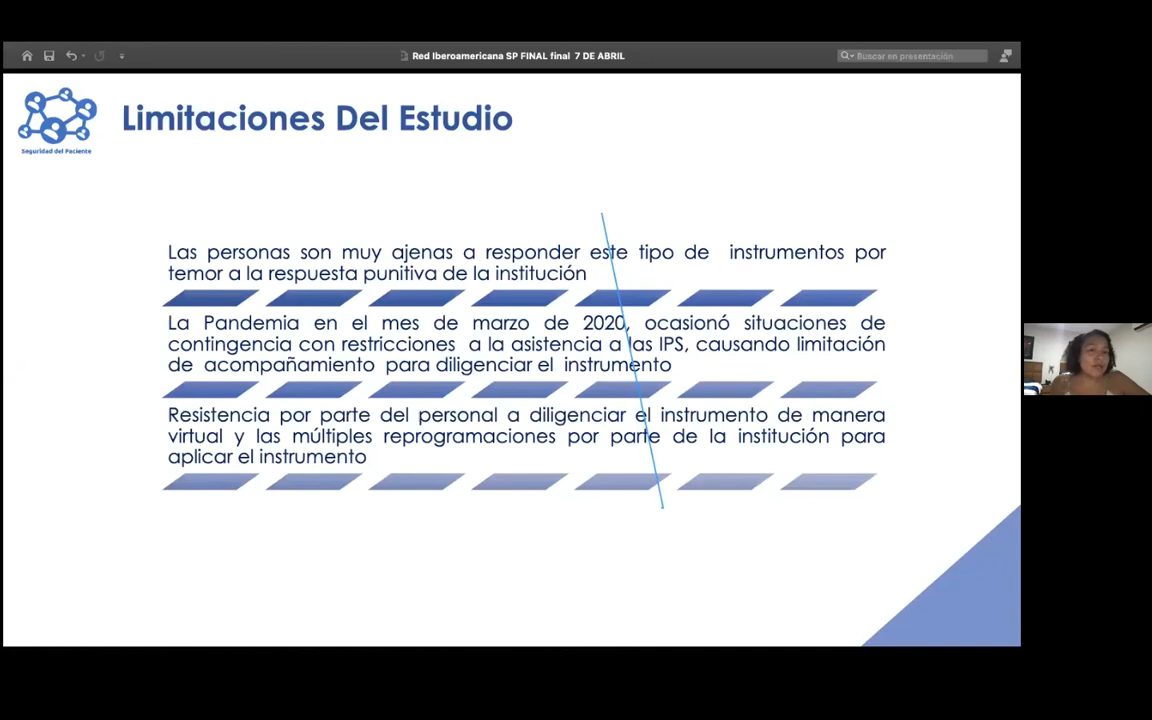 Red Iberoamericana SP FINAL final 7 DE ABRIL
Buscar en presentación
Limitaciones Del Estudio
Seguridad del Paciente
Las personas son muy ajenas a responder este tipo de instrumentos por
temor a la respuesta punitiva de la institución
La Pandemia en el mes de marzo de 2020, ocasionó situaciones de
contingencia con restricciones a la asistencia a las IPS, causando limitación
de acompañamiento para diligenciar el instrumento
Resistencia por parte del personal a diligenciar el instrumento de manera
virtual y las múltiples reprogramaciones por parte de la institución para
aplicar el instrumento